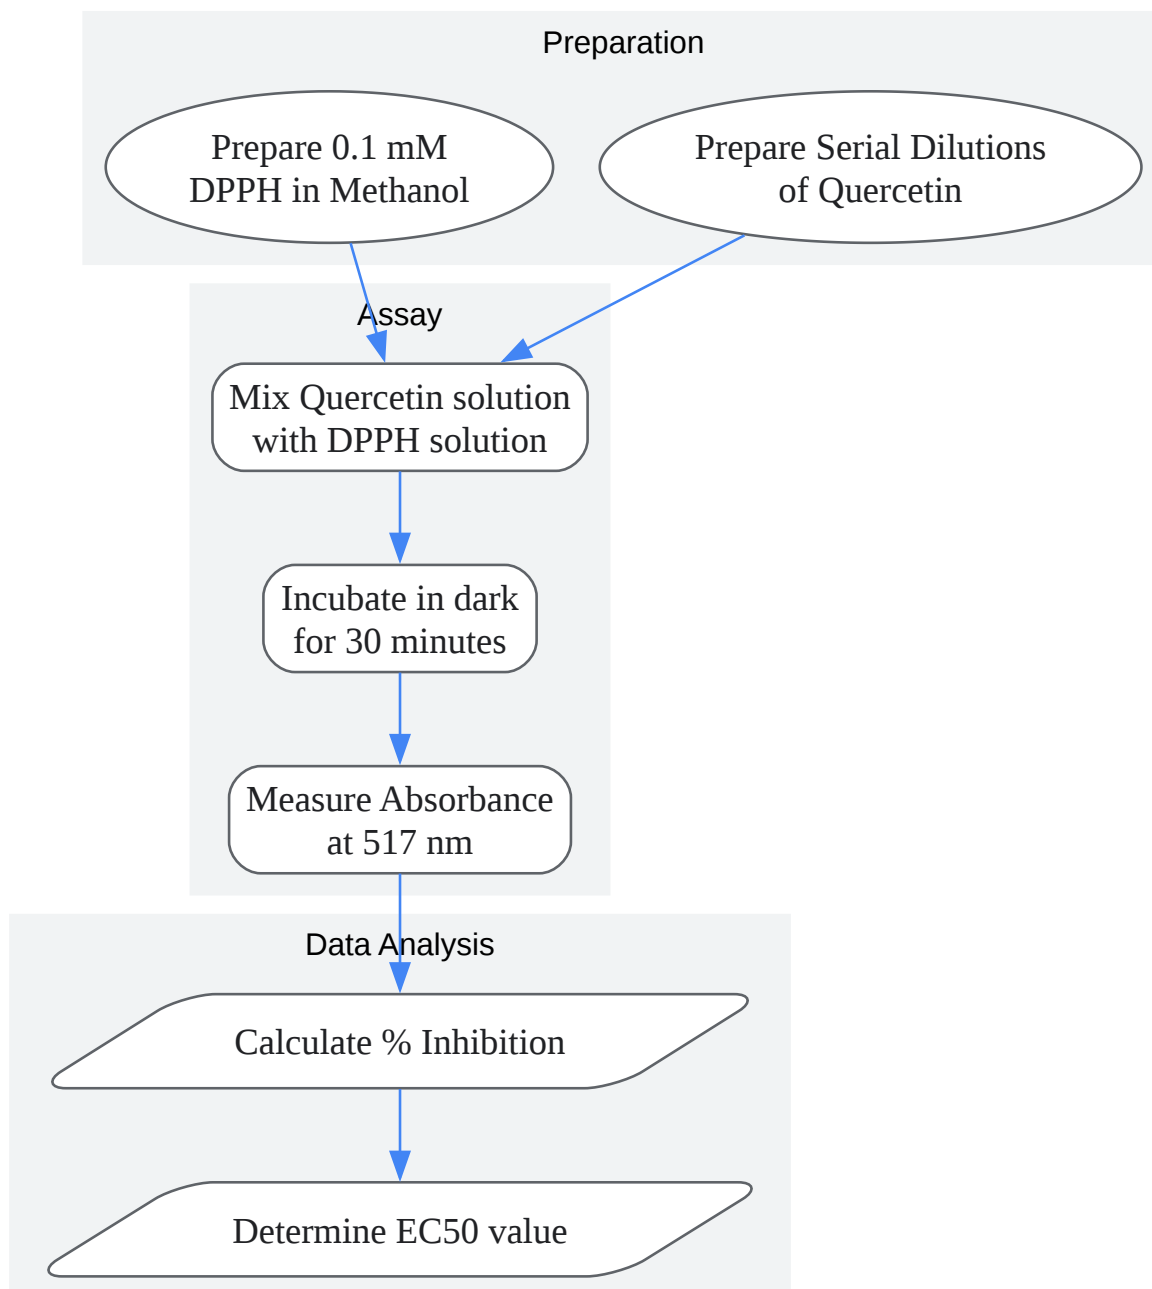 Preparation
Prepare 0.1 mM
DPPH in Methanol
Prepare Serial Dilutions
of Quercetin
Assay
Mix Quercetin solution
with DPPH solution
Incubate in dark
for 30 minutes
Measure Absorbance
at 517 nm
Data Analysis
Calculate % Inhibition
Determine EC50 value